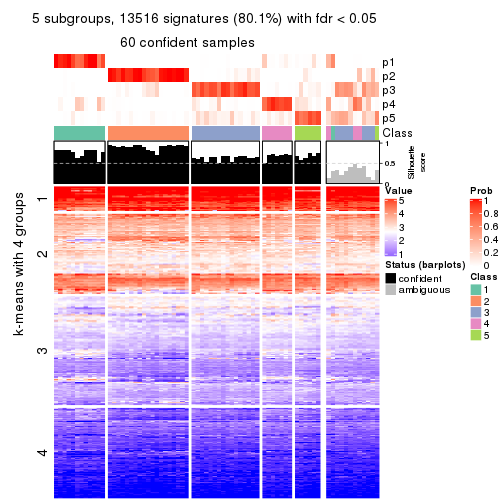 5 subgroups, 13516 signatures (80.1%) with fdr < 0.05
60 confident samples
p1
p2
p3
p4
p5
Class
1
0.5
0
Silhouette
score
k-means with 4 groups
1
2
3
4
Value
5
4
3
2
1
Status (barplots)
confident
ambiguous
Prob
1
0.8
0.6
0.4
0.2
0
Class
1
2
3
4
5